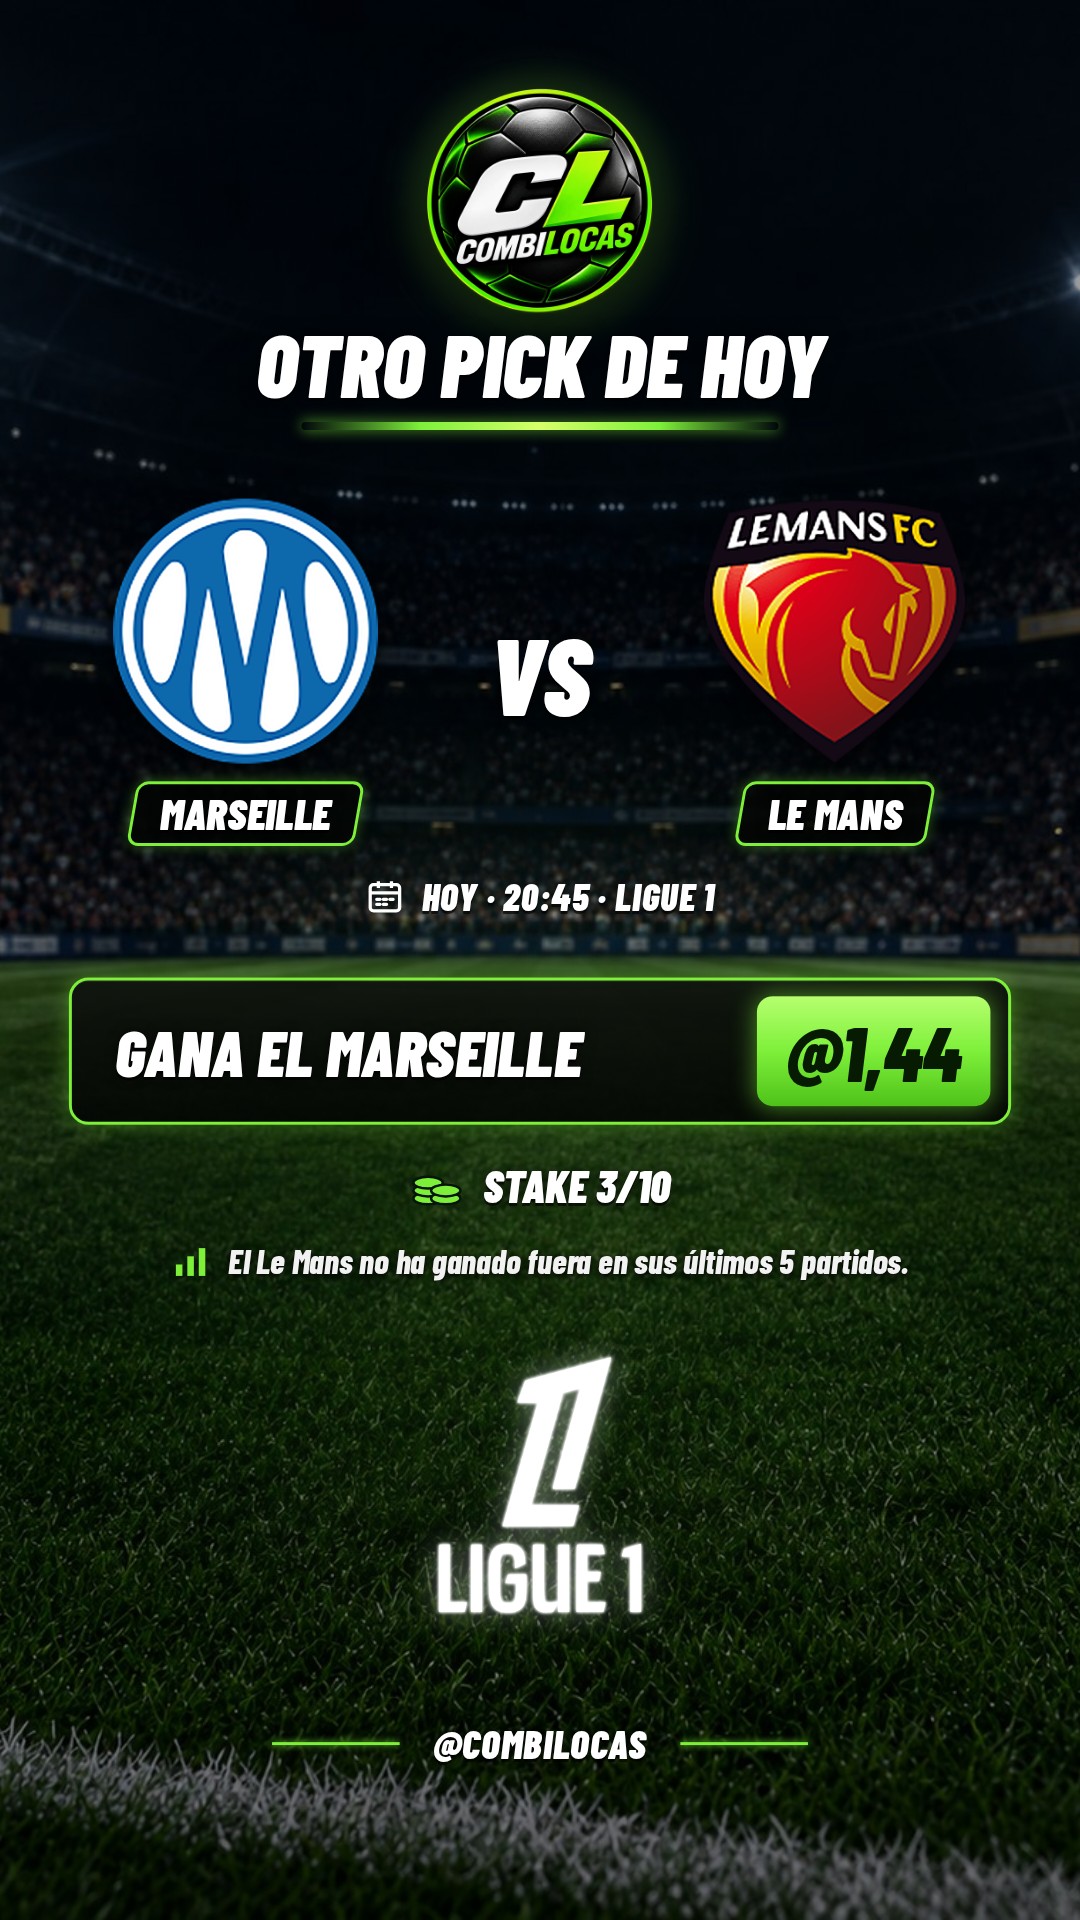 CL
COMBILOCAS
OTRO PICK DE HOY
LEMANS FC
VS
MARSEILLE
LE MANS
HOY · 20:45 · LIGUE 1
GANA EL MARSEILLE
@1,44
STAKE 3/10
El Le Mans no ha ganado fuera en sus últimos 5 partidos.
LIGUE 1
@COMBILOCAS